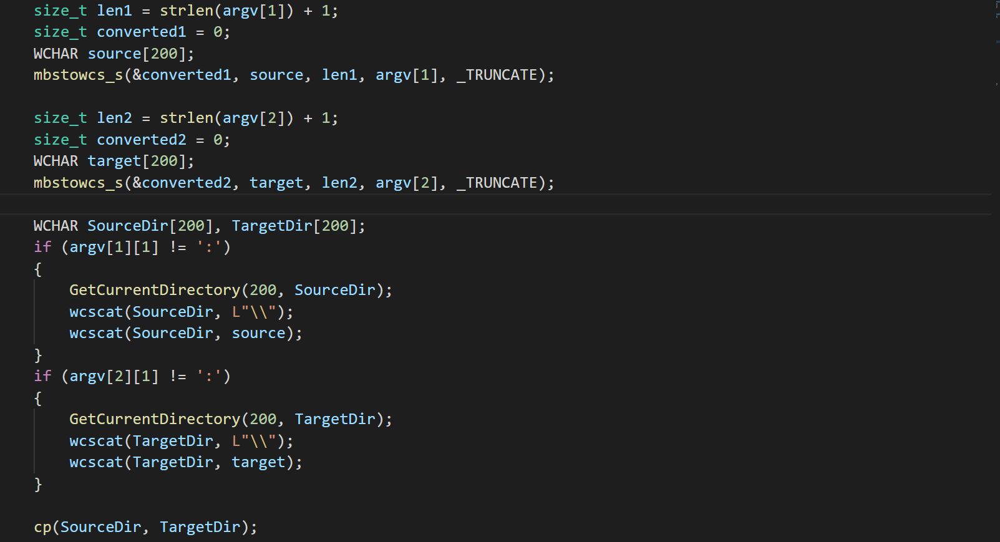 size_t len1 = strlen(argv[1]) + 1;
size_t converted1 = 0;
WCHAR source[200];
mbstowcs_s(&converted1, source, len1, argv[1], _TRUNCATE);
size_t len2 = strlen(argv[2]) + 1;
size_t converted2 = 0;
WCHAR target[200];
mbstowcs_s(&converted2, target, len2, argv[2], _TRUNCATE);
WCHAR SourceDir[200], TargetDir[200];
if (argv[1][1] != ':')
{
GetCurrentDirectory(200, SourceDir);
wcscat(SourceDir, L"\\");
wcscat(SourceDir, source);
}
if (argv[2][1] != ':')
{
GetCurrentDirectory(200, TargetDir);
wcscat(TargetDir, L"\\");
wcscat(TargetDir, target);
}
cp(SourceDir, TargetDir);